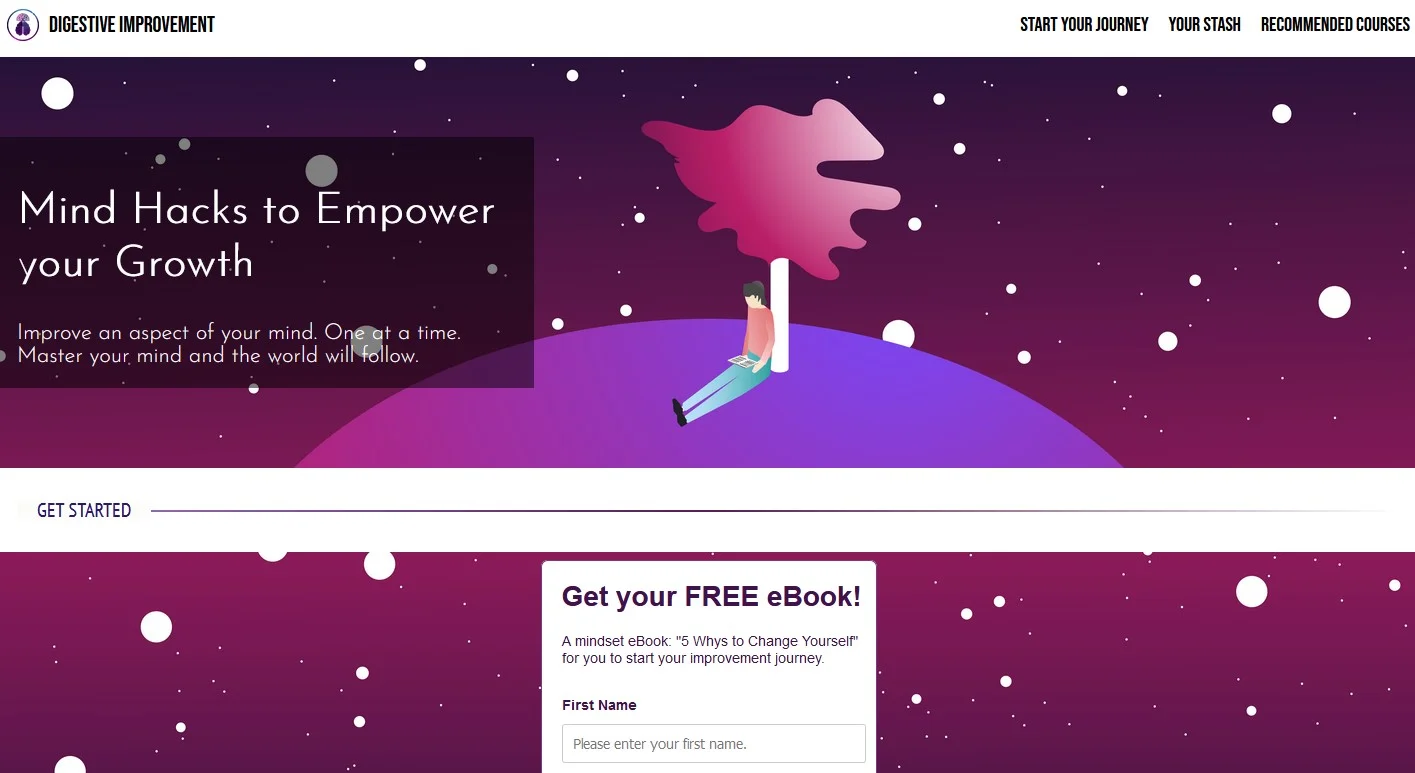 DIGESTIVE IMPROVEMENT
START YOUR JOURNEY
YOUR STASH
RECOMMENDED COURSES
Mind Hacks to Empower
your Growth
Improve an aspect of your mind. One at a time.
Master your mind and the world will follow.
GET STARTED
Get your FREE eBook!
A mindset eBook: "5 Whys to Change Yourself"
for you to start your improvement journey.
First Name
Please enter your first name.